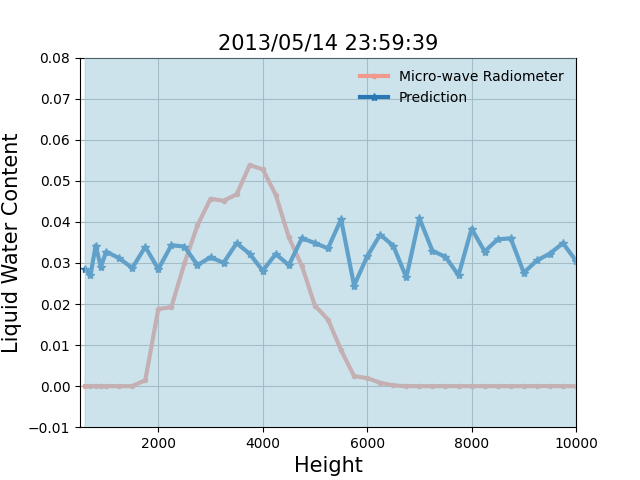 2013/05/14 23:59:39
Micro-wave Radiometer
Prediction
Liquid Water Content
0.08
0.07
0.06
0.05
0.04
0.03
0.02
0.01
0.00
−0.01
2000 4000 6000 8000 10000
Height